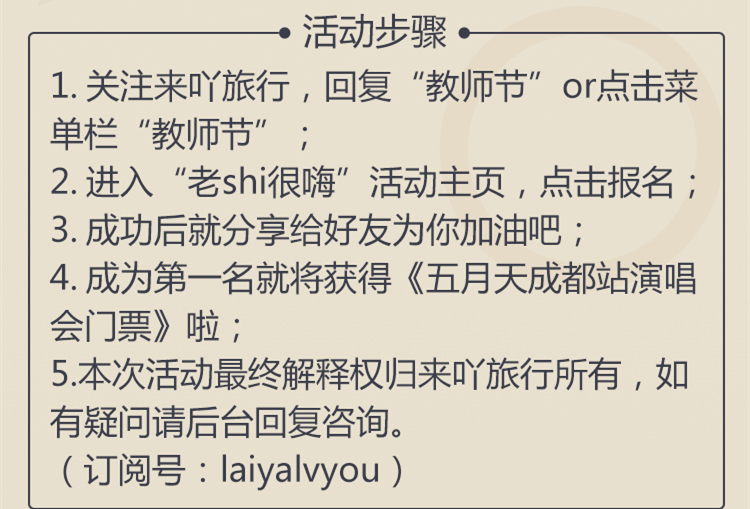 活动步骤
1. 关注来吖旅行，回复“教师节”or点击菜
单栏“教师节”；
2. 进入“老shi很嗨”活动主页，点击报名；
3. 成功后就分享给好友为你加油吧；
4. 成为第一名就将获得《五月天成都站演唱
会门票》啦；
5.本次活动最终解释权归来吖旅行所有，如
有疑问请后台回复咨询。
（订阅号：laiyalvyou）